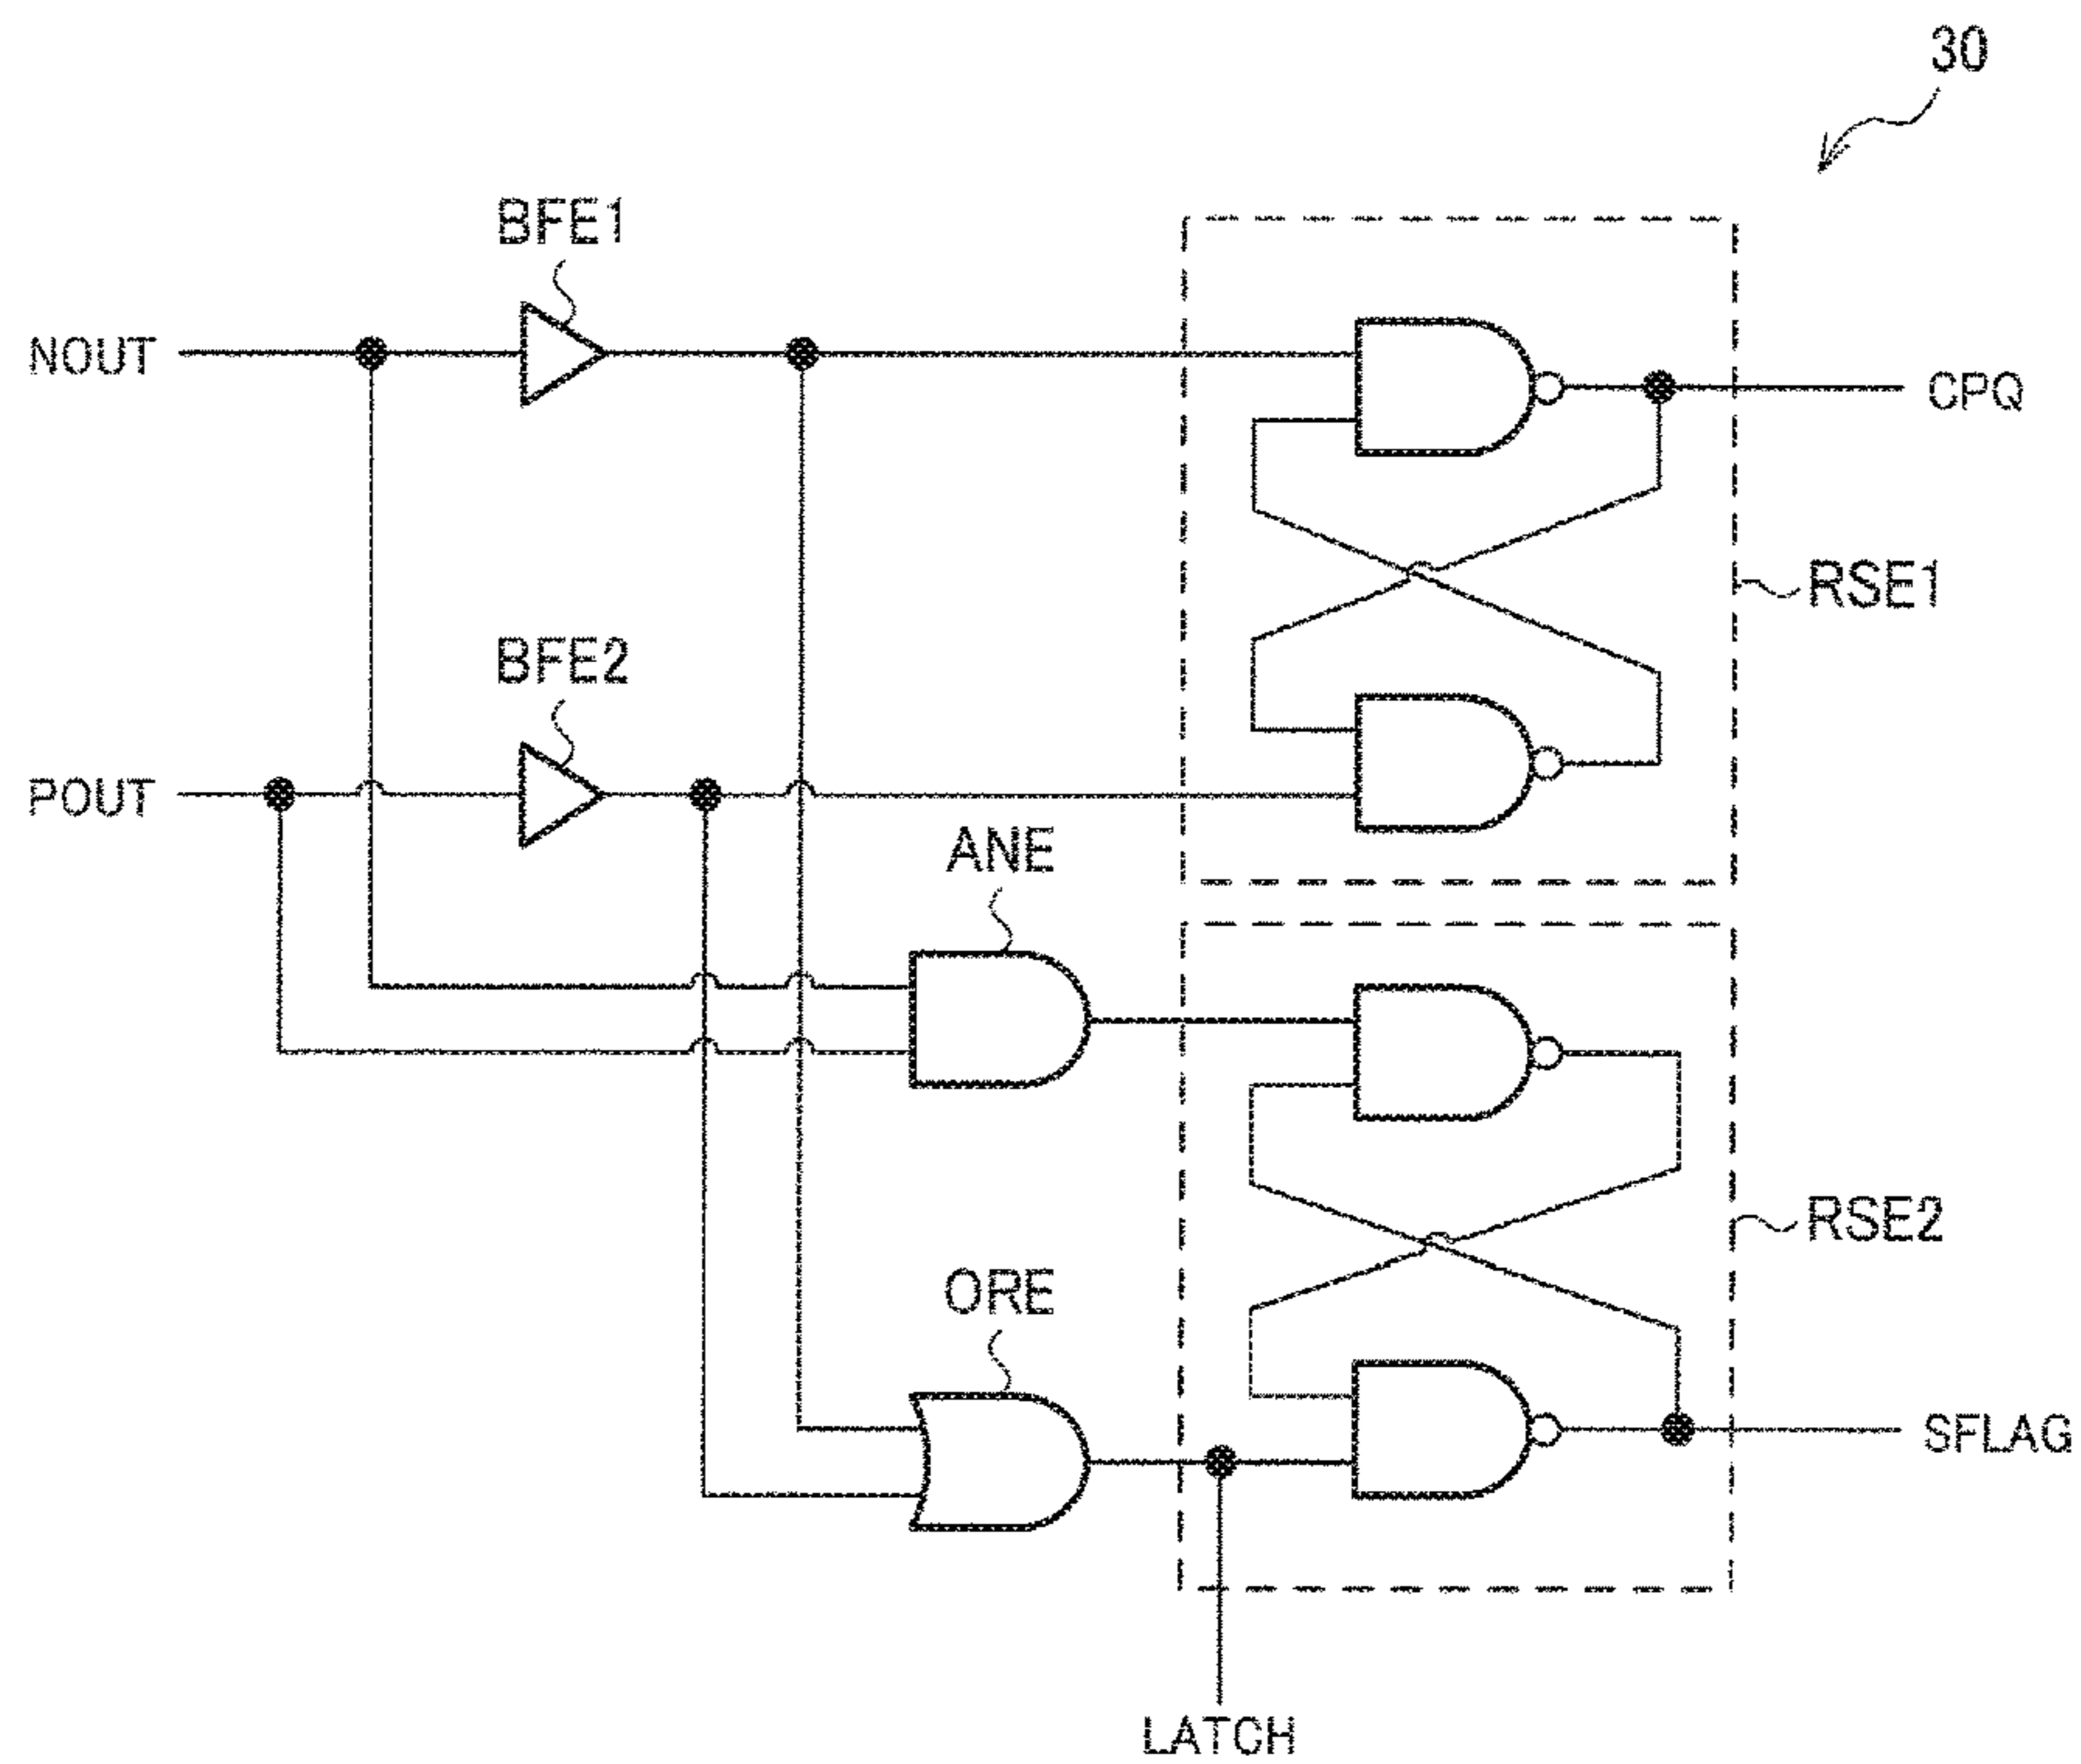 30
BFE1
NOUT
CPQ
RSE1
BFE2
POUT
ANE
RSE2
ORE
SFLAG
LATCH